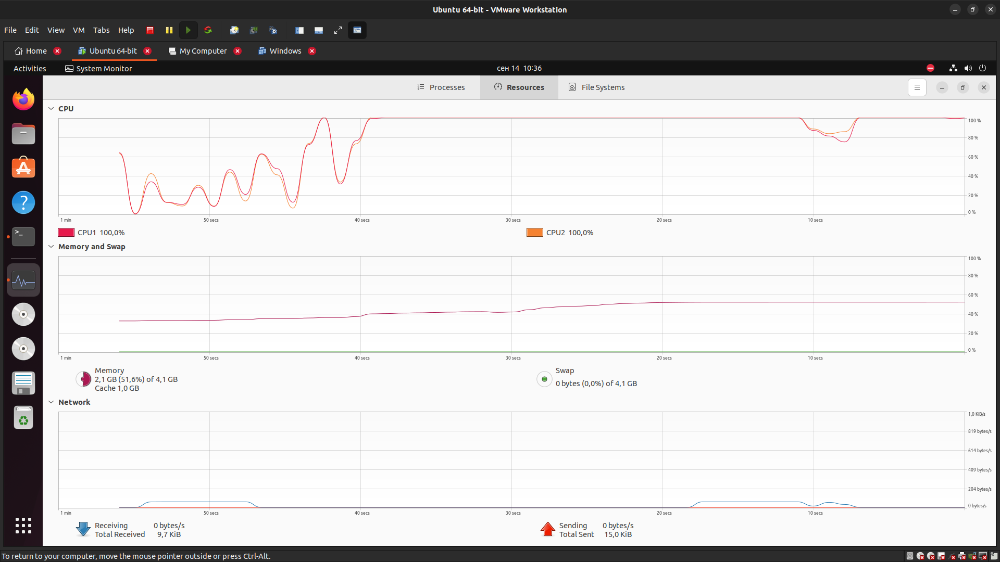 Ubuntu 64-bit - VMware Workstation
File Edit View VM Tabs Help
Home Ubuntu 64-bit My Computer Windows
Activities System Monitor сен 14 10:36
Processes Resources File Systems
CPU
100 %
80 %
60 %
40 %
20 %
0 %
1 min 50 secs 40 secs 30 secs 20 secs 10 secs
CPU1 100,0% CPU2 100,0%
Memory and Swap
100 %
80 %
60 %
40 %
20 %
0 %
1 min 50 secs 40 secs 30 secs 20 secs 10 secs
Memory
2,1 GB (51,6%) of 4,1 GB
Cache 1,0 GB
Swap
0 bytes (0,0%) of 4,1 GB
Network
1,0 KiB/s
819 bytes/s
614 bytes/s
409 bytes/s
204 bytes/s
0 bytes/s
1 min 50 secs 40 secs 30 secs 20 secs 10 secs
Receiving 0 bytes/s
Total Received 9,7 KiB
Sending 0 bytes/s
Total Sent 15,0 KiB
To return to your computer, move the mouse pointer outside or press Ctrl-Alt.